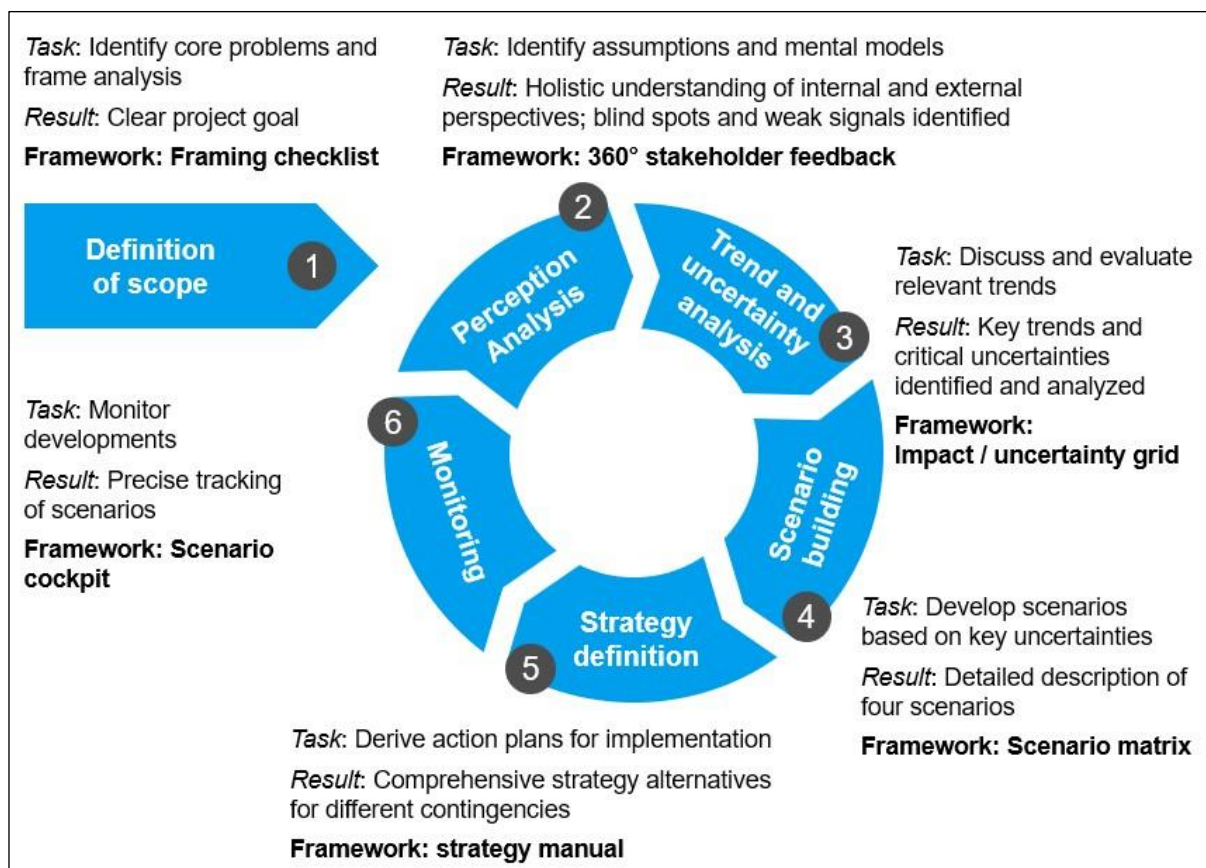 Task: Identify core problems and
frame analysis
Result: Clear project goal
Framework: Framing checklist
Task: Identify assumptions and mental models
Result: Holistic understanding of internal and external
perspectives; blind spots and weak signals identified
Framework: 360° stakeholder feedback
Definition
of scope
1
2
Perception
Analysis
Trend and
uncertainty
analysis
3
Task: Discuss and evaluate
relevant trends
Result: Key trends and
critical uncertainties
identified and analyzed
Framework:
Impact / uncertainty grid
Scenario
building
4
Task: Develop scenarios
based on key uncertainties
Result: Detailed description of
four scenarios
Framework: Scenario matrix
Strategy
definition
5
Task: Derive action plans for implementation
Result: Comprehensive strategy alternatives
for different contingencies
Framework: strategy manual
6
Monitoring
Task: Monitor
developments
Result: Precise tracking
of scenarios
Framework: Scenario
cockpit